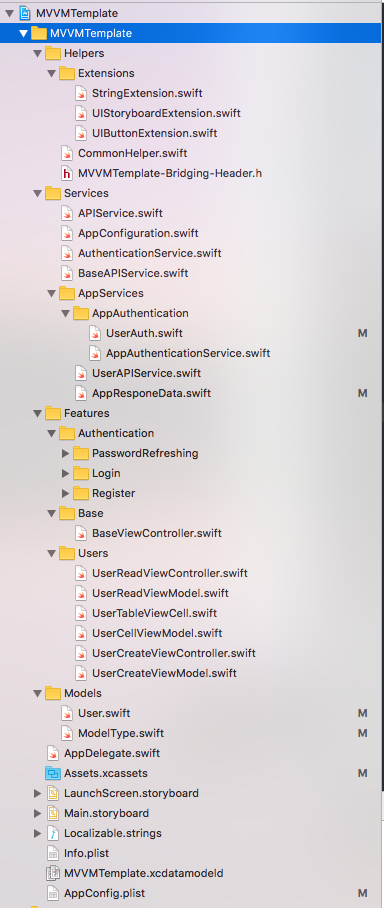 MVVMTemplate
MVVMTemplate
Helpers
Extensions
StringExtension.swift
UIStoryboardExtension.swift
UIButtonExtension.swift
CommonHelper.swift
h MVVMTemplate-Bridging-Header.h
Services
APIService.swift
AppConfiguration.swift
AuthenticationService.swift
BaseAPIService.swift
AppServices
AppAuthentication
UserAuth.swift M
AppAuthenticationService.swift
UserAPIService.swift
AppResponeData.swift M
Features
Authentication
PasswordRefreshing
Login
Register
Base
BaseViewController.swift
Users
UserReadViewController.swift
UserReadViewModel.swift
UserTableViewCell.swift
UserCellViewModel.swift
UserCreateViewController.swift
UserCreateViewModel.swift
Models
User.swift M
ModelType.swift M
AppDelegate.swift
Assets.xcassets M
LaunchScreen.storyboard
Main.storyboard
Localizable.strings
Info.plist
MVVMTemplate.xcdatamodeld
AppConfig.plist M